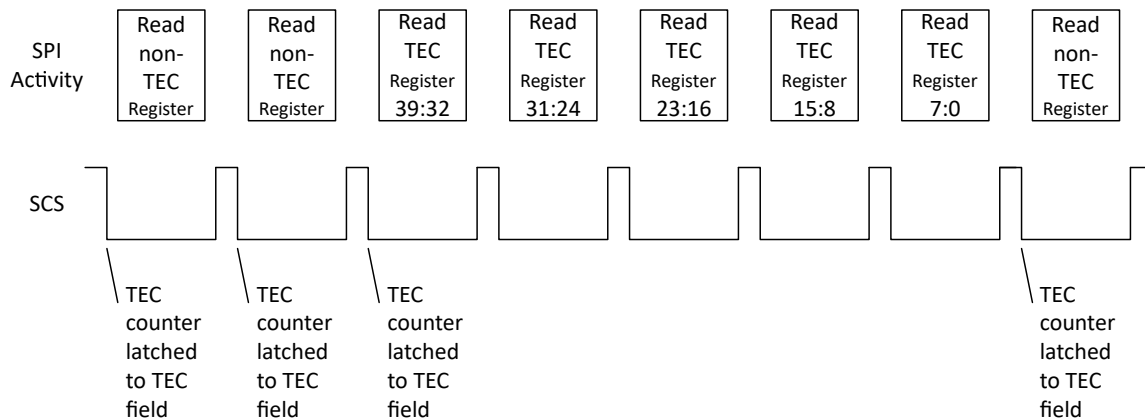 SPI
Activity
Read
non-
TEC
Register
Read
non-
TEC
Register
Read
TEC
Register
39:32
Read
TEC
Register
31:24
Read
TEC
Register
23:16
Read
TEC
Register
15:8
Read
TEC
Register
7:0
Read
non-
TEC
Register
SCS
TEC
counter
latched
to TEC
field
TEC
counter
latched
to TEC
field
TEC
counter
latched
to TEC
field
TEC
counter
latched
to TEC
field